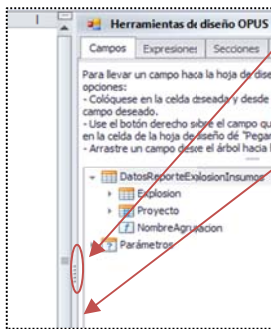 Herramientas de diseño OPUS
Campos Expresiones Secciones
Para llevar un campo haca la hoja de dise
opciones:
- Colóquese en la celda deseada y desde
campo deseado.
- Use el botón derecho sobre el campo qu
en la celda de la hoja de diseño dé "Pegar
- Arrastre un campo desde el árbol hacia l
DatosReporteExplosionInsumos
Explosion
Proyecto
NombreAgrupacion
Parámetros